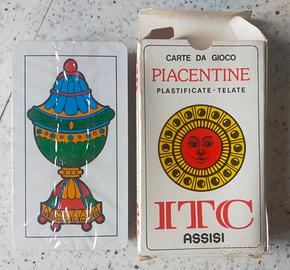 CARTE DA GIOCO
PIACENTINE
PLASTIFICATE · TELATE
ITC
ASSISI